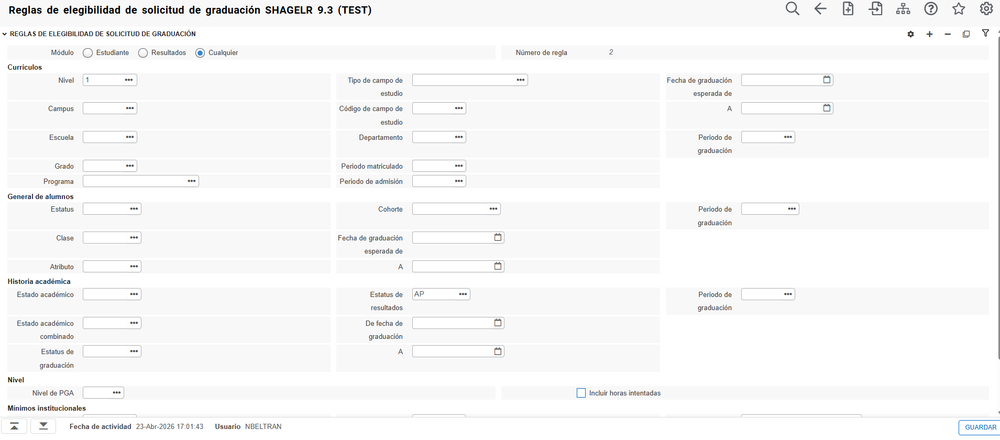 Reglas de elegibilidad de solicitud de graduación SHAGELR 9.3 (TEST)
REGLAS DE ELEGIBILIDAD DE SOLICITUD DE GRADUACIÓN
Módulo Estudiante Resultados Cualquier Número de regla 2
Currículos
Nivel 1 Tipo de campo de estudio Fecha de graduación esperada de
Campus Código de campo de estudio A
Escuela Departamento Periodo de graduación
Grado Periodo matriculado
Programa Periodo de admisión
General de alumnos
Estatus Cohorte Periodo de graduación
Clase Fecha de graduación esperada de
Atributo A
Historia académica
Estado académico Estatus de resultados AP Periodo de graduación
Estado académico combinado De fecha de graduación
Estatus de graduación A
Nivel
Nivel de PGA Incluir horas intentadas
Mínimos institucionales
Fecha de actividad 23-Abr-2026 17:01:43 Usuario NBELTRAN GUARDAR